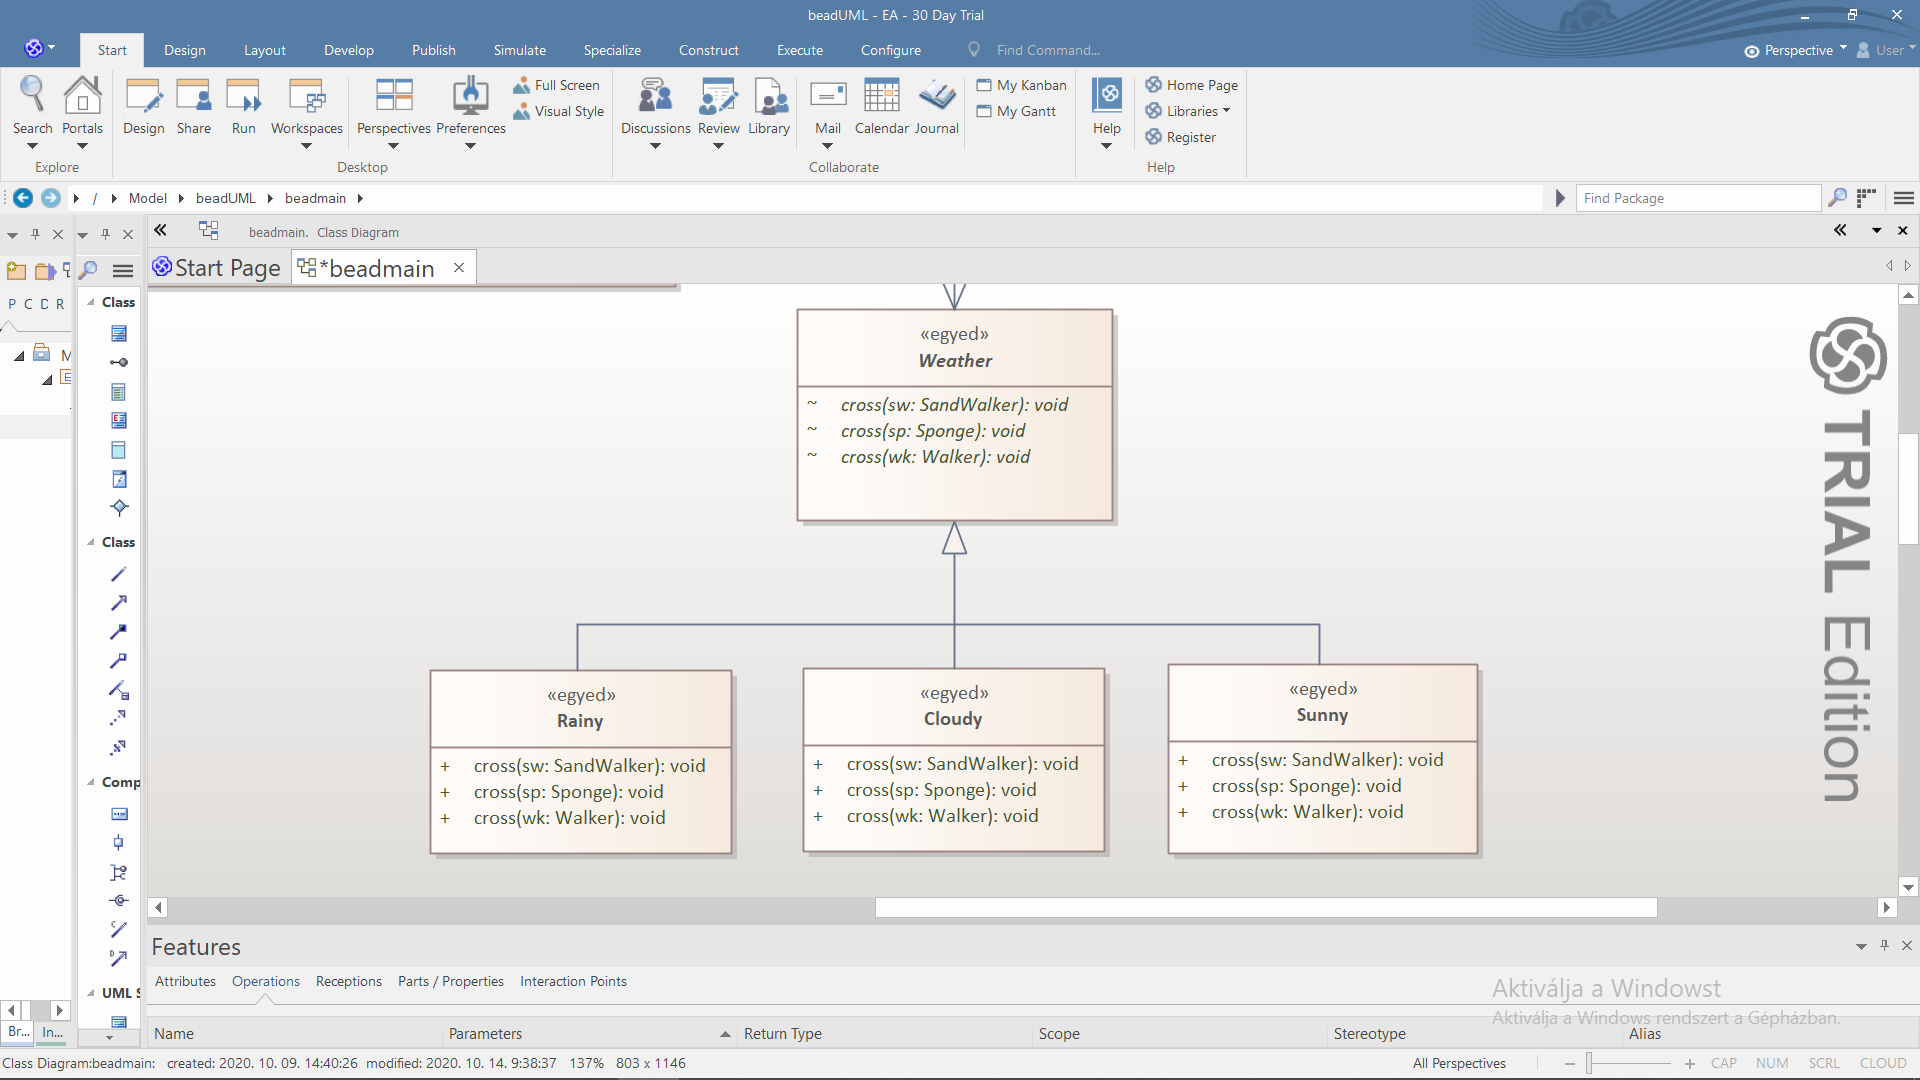 beadUML - EA - 30 Day Trial
Start Design Layout Develop Publish Simulate Specialize Construct Execute Configure Find Command... Perspective User
Search Portals Design Share Run Workspaces Perspectives Preferences Full Screen Visual Style Discussions Review Library Mail Calendar Journal My Kanban My Gantt Help Home Page Libraries Register
Explore Desktop Collaborate Help
/ Model beadUML beadmain Find Package
beadmain. Class Diagram
Start Page *beadmain
P C D R
Class
M
E
Class
Comp
UML S
Br... In...
«egyed»
Weather
~ cross(sw: SandWalker): void
~ cross(sp: Sponge): void
~ cross(wk: Walker): void
«egyed»
Rainy
+ cross(sw: SandWalker): void
+ cross(sp: Sponge): void
+ cross(wk: Walker): void
«egyed»
Cloudy
+ cross(sw: SandWalker): void
+ cross(sp: Sponge): void
+ cross(wk: Walker): void
«egyed»
Sunny
+ cross(sw: SandWalker): void
+ cross(sp: Sponge): void
+ cross(wk: Walker): void
TRIAL Edition
Features
Attributes Operations Receptions Parts / Properties Interaction Points
Aktiválja a Windowst
Aktiválja a Windows rendszert a Gépházban.
Name Parameters Return Type Scope Stereotype Alias
Class Diagram:beadmain: created: 2020. 10. 09. 14:40:26 modified: 2020. 10. 14. 9:38:37 137% 803 x 1146 All Perspectives CAP NUM SCRL CLOUD